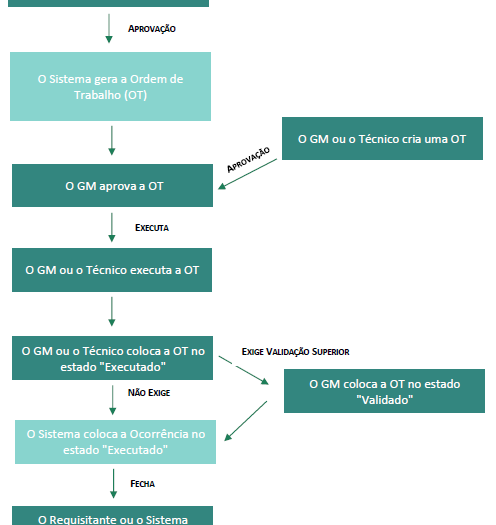 APROVAÇÃO
O Sistema gera a Ordem de
Trabalho (OT)
O GM ou o Técnico cria uma OT
APROVAÇÃO
O GM aprova a OT
EXECUTA
O GM ou o Técnico executa a OT
O GM ou o Técnico coloca a OT no
estado "Executado"
EXIGE VALIDAÇÃO SUPERIOR
O GM coloca a OT no estado
"Validado"
NÃO EXIGE
O Sistema coloca a Ocorrência no
estado "Executado"
FECHA
O Requisitante ou o Sistema